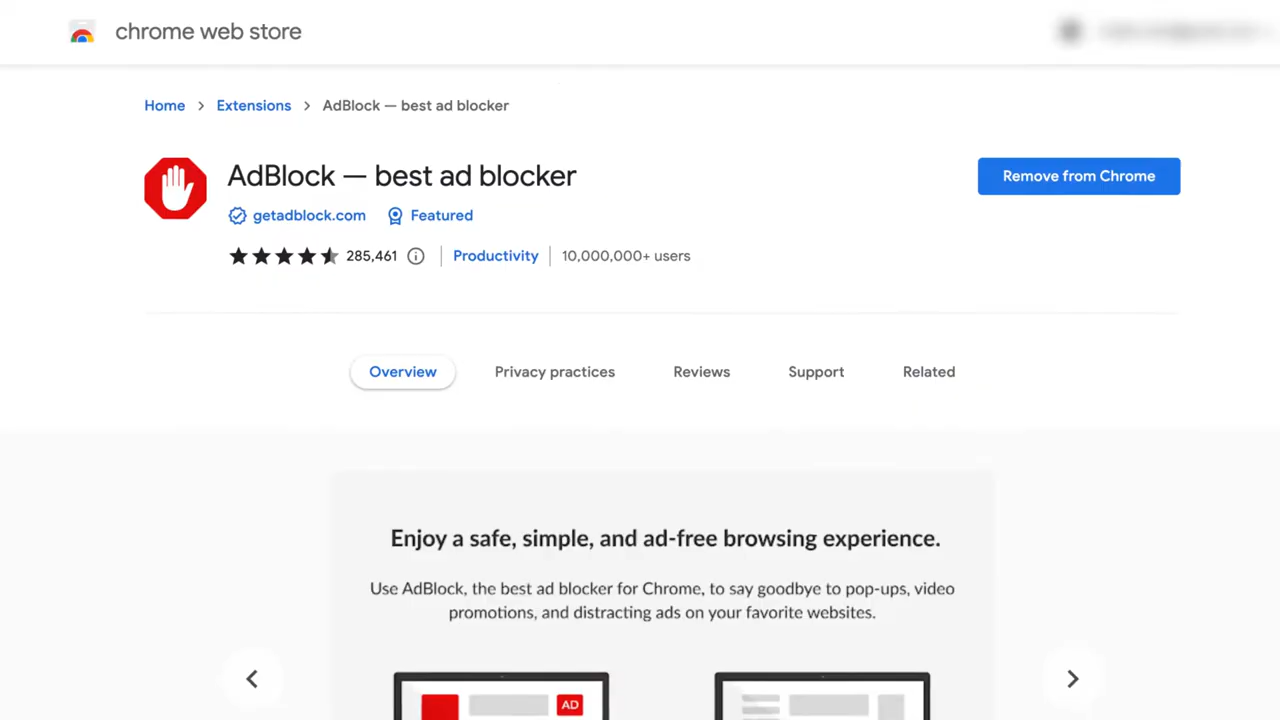 chrome web store
Home > Extensions > AdBlock — best ad blocker
AdBlock — best ad blocker
Remove from Chrome
getadblock.com Featured
285,461 Productivity 10,000,000+ users
Overview Privacy practices Reviews Support Related
Enjoy a safe, simple, and ad-free browsing experience.
Use AdBlock, the best ad blocker for Chrome, to say goodbye to pop-ups, video
promotions, and distracting ads on your favorite websites.
AD